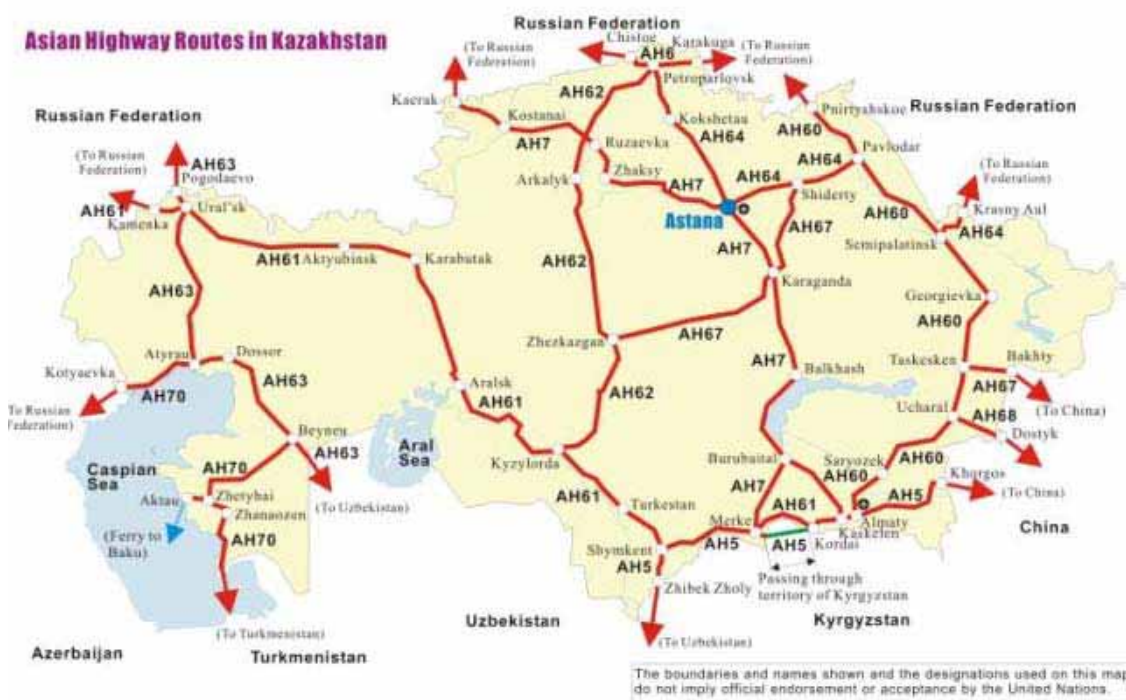 Asian Highway Routes in Kazakhstan
Russian Federation
Chistoe
Karakuga
AH6
(To Russian
Federation)
(To Russian
Federation)
Petroparlovsk
Kaerak
AH62
Pnirtyahskoe
Russian Federation
Russian Federation
Kostanai
Kokshetau
AH60
AH7
AH64
Ruzaevka
Pavlodar
(To Russian
Federation)
AH63
Pogodaevo
Arkalyk
Zhaksy
AH7
AH64
AH64
Shiderty
(To Russian
Federation)
AH61
Kamenka
Ural'sk
Astana
AH60
Krasny Aul
AH67
AH64
Semipalatinsk
AH61
Aktyubinsk
Karabutak
AH62
AH7
Karaganda
AH63
Georgievka
AH60
Zhezkazgan
AH67
Atyrau
Dossor
AH7
Taskesken
Bakhty
Kotyaevka
AH70
AH63
Balkhash
AH67
Aralsk
AH62
(To Russian
Federation)
AH61
Ucharal
AH68
(To China)
Beyneu
AH63
Aral
Sea
Dostyk
Caspian
Sea
AH70
Kyzylorda
Burubaital
Saryozek
AH60
AH60
Khorgos
Aktau
Zhetybai
(To Uzbekistan)
AH61
Turkestan
AH7
AH61
AH5
(To China)
Zhanaozen
Merke
Almaty
Kaskelen
China
(Ferry to
Baku)
AH70
Shymkent
AH5
AH5
Kordai
AH5
Zhibek Zholy
Passing through
territory of Kyrgyzstan
Uzbekistan
Kyrgyzstan
(To Turkmenistan)
(To Uzbekistan)
Azerbaijan
Turkmenistan
The boundaries and names shown and the designations used on this map
do not imply official endorsement or acceptance by the United Nations.